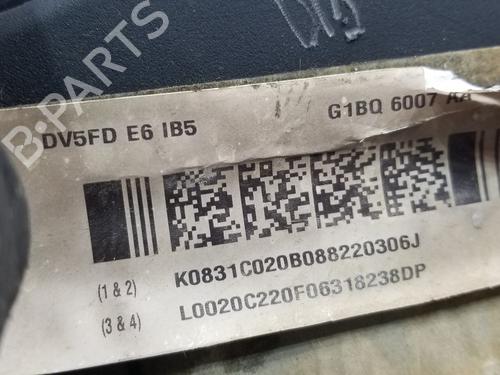 B-PARTS
DV5FD E6 IB5 G1BQ 6007 AA
(1 & 2) K0831C020B088220306J
(3 & 4) L0020C220F06318238DP